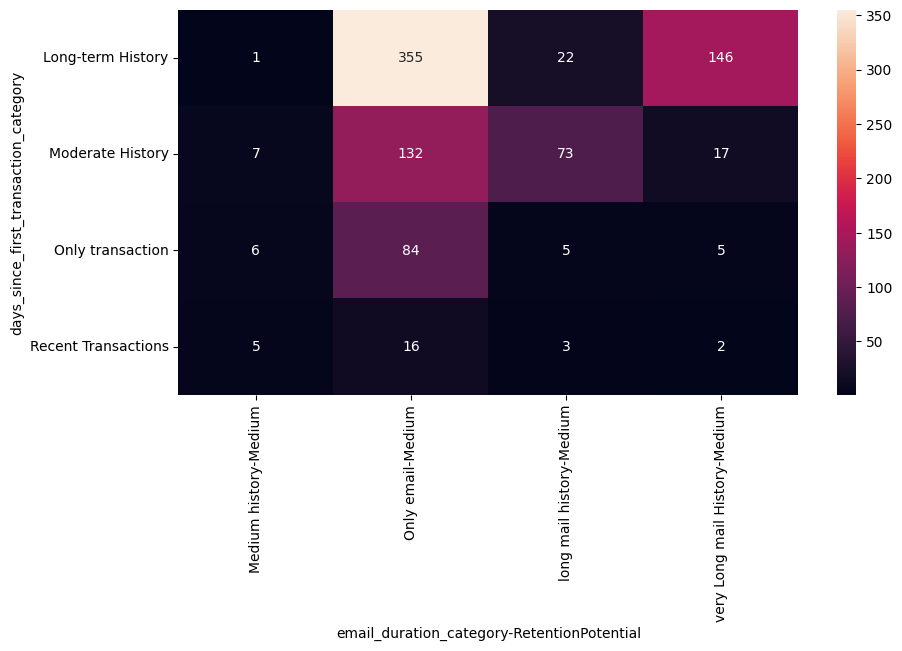 days_since_first_transaction_category
Long-term History 1 355 22 146
Moderate History 7 132 73 17
Only transaction 6 84 5 5
Recent Transactions 5 16 3 2
Medium history-Medium
Only email-Medium
long mail history-Medium
very Long mail History-Medium
email_duration_category-RetentionPotential
350
300
250
200
150
100
50